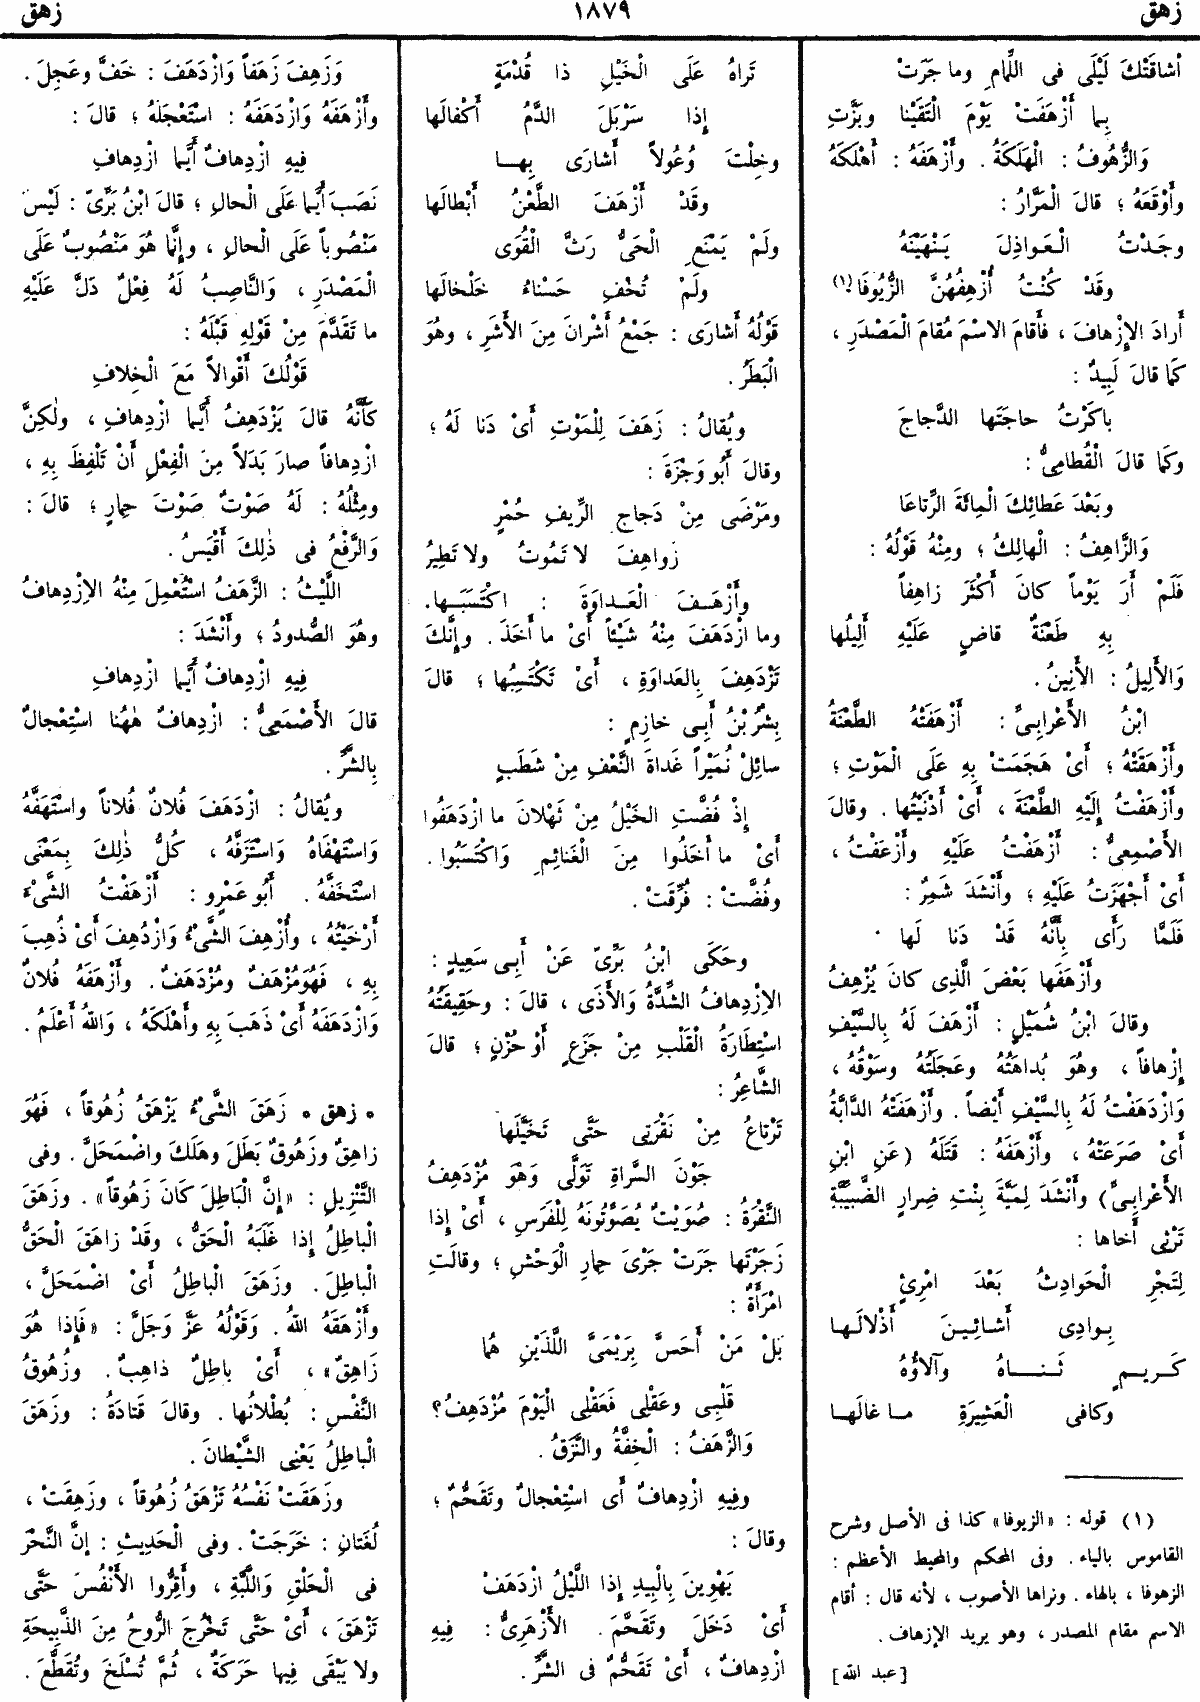 زهق
١٨٧٩
زهق
أشاقَتْكَ لَيْلَى فى اللِّمامِ وما جَرَتْ
بِما أَزْهَفَتْ يَوْمَ الْتَقَيْنا وبَزَّتِ
وَالزُّهُوفُ : الْهَلَكَةُ . وأَزْهَفَهُ : أَهْلَكَهُ
وأَوْقَعَهُ ؛ قالَ الْمَرَّارُ :
وجَدْتُ الْعَواذِلَ يَنْهَيْنَهُ
وقَدْ كُنْتُ أُزْهِفُهُنَّ الزُّيُوفَا(١)
أَرادَ الإِزْهافَ ، فأَقامَ الاسْمَ مُقامَ الْمَصْدَرِ ،
كَما قالَ لَبِيدٌ :
باكَرْتُ حاجَتَها الدَّجاجَ
وكَما قالَ الْقُطامِىُّ :
وبَعْدَ عَطائِكَ الْمِائَةَ الرِّتاعَا
وَالزَّاهِفُ : الْهالِكُ ؛ ومِنْهُ قَوْلُهُ :
فَلَمْ أَرَ يَوْماً كانَ أَكْثَرَ زاهِفاً
بِهِ طَعْنَةٌ قاضٍ عَلَيْهِ أَلِيلُها
وَالأَلِيلُ : الأَنِينُ .
ابْنُ الأَعْرابِىِّ : أَزْهَفَتْهُ الطَّعْنَةُ
وأَزْهَقَتْهُ ؛ أَىْ هَجَمَتْ بِهِ عَلَى الْمَوْتِ ؛
وأَزْهَفْتُ إِلَيْهِ الطَّعْنَةَ ، أَىْ أَدْنَيْتُها . وقالَ
الأَصْمَعِىُّ : أَزْهَفْتُ عَلَيْهِ وأَزْعَفْتُ ،
أَىْ أَجْهَزْتُ عَلَيْهِ ؛ وأَنْشَدَ شَمِرٌ :
فَلَمَّا رَأَى بِأَنَّهُ قَدْ دَنَا لَها
وأَزْهَفَها بَعْضَ الَّذِى كانَ يُزْهِفُ
وقالَ ابْنُ شُمَيْلٍ : أَزْهَفَ لَهُ بِالسَّيْفِ
إِزْهافاً ، وهُوَ بُداهَتُهُ وعَجَلَتُهُ وسَوْقُهُ ،
وَازْدَهَفْتُ لَهُ بِالسَّيْفِ أَيْضاً . وأَزْهَفَتْهُ الدَّابَّةُ
أَىْ صَرَعَتْهُ ، وأَزْهَفَهُ : قَتَلَهُ (عَنِ ابْنِ
الأَعْرابِىِّ) وأَنْشَدَ لِمَيَّةَ بِنْتِ ضِرارٍ الضَّبِيَّةِ
تَرْثِى أَخاها :
لِتَجْرِ الْحَوادِثُ بَعْدَ امْرِئٍ
بِوادِى أَشائِينَ أَذْلالَها
كَرِيمٍ ثَناهُ وآلاؤُهُ
وكافِى الْعَشِيرَةِ ما غالَها
(١) قوله : «الزيوفا» كذا فى الأصل وشرح
القاموس بالياء . وفى المحكم والمحيط الأعظم :
الزهوفا ، بالهاء . ونراها الأصوب ، لأنه قال : أقام
الاسم مقام المصدر ، وهو يريد الإزهاف .
[عبد الله]
تَراهُ عَلَى الْخَيْلِ ذا قُدْمَةٍ
إِذا سَرْبَلَ الدَّمُ أَكْفالَها
وخِلْتَ وُعُولاً أَشارَى بِها
وقَدْ أَزْهَفَ الطَّعْنُ أَبْطالَها
ولَمْ يَمْنَعِ الْحَىُّ رَثَّ الْقُوَى
ولَمْ تُخْفِ حَسْناءُ خَلْخالَها
قَوْلُهُ أَشارَى : جَمْعُ أَشْرانَ مِنَ الأَشَرِ ، وهُوَ
الْبَطَرُ .
ويُقالُ : زَهَفَ لِلْمَوْتِ أَىْ دَنا لَهُ ؛
وقالَ أَبُو وَجْزَةَ :
ومَرْضَى مِنْ دَجاجِ الرِّيفِ حُمْرٍ
زَواهِفَ لا تَمُوتُ ولا تَطِيرُ
وأَزْهَفَ الْعَداوَةَ : اكْتَسَبَها.
وما ازْدَهَفَ مِنْهُ شَيْئاً أَىْ ما أَخَذَ . وإِنَّكَ
تَزْدَهِفُ بِالعَداوَةِ ، أَىْ تَكْتَسِبُها ؛ قالَ
بِشْرُ بْنُ أَبِى خازِمٍ :
سائِلْ نُمَيْراً غَداةَ النَّعْفِ مِنْ شَطَبٍ
إِذْ فُضَّتِ الْخَيْلُ مِنْ ثَهْلانَ ما ازْدَهَفُوا
أَىْ ما أَخَذُوا مِنَ الْغَنائِمِ وَاكْتَسَبُوا .
وفُضَّتْ : فُرِّقَتْ .
وحَكَى ابْنُ بَرِّىّ عَنْ أَبِى سَعِيدٍ :
الاِزْدِهافُ الشِّدَّةُ وَالأَذَى ، قالَ : وحَقِيقَتُهُ
اسْتِطَارَةُ الْقَلْبِ مِنْ جَزَعٍ أَوْ حُزْنٍ ؛ قالَ
الشَّاعِرُ :
تَرْتاعُ مِنْ نَقْرَتِى حَتَّى تَخَيَّلَها
جَوْنَ السَّراةِ تَوَلَّى وَهْوَ مُزْدَهِفُ
النَّقْرَةُ : صُوَيْتٌ يُصَوِّتُونَهُ لِلْفَرَسِ ، أَىْ إِذا
زَجَرْتَها جَرَتْ جَرْىَ حِمارِ الْوَحْشِ ؛ وقالَتِ
امْرَأَةٌ :
بَلْ مَنْ أَحَسَّ بِرَيْمَىَّ اللَّذَيْنِ هُما
قَلْبِى وعَقْلِى فَعَقْلِى الْيَوْمَ مُزْدَهِفُ؟
وَالزَّهَفُ : الْخِفَّةُ والنَّزَقُ .
وفِيهِ ازْدِهافٌ أَى اسْتِعْجالٌ وتَقَحُّمٌ ؛
وقالَ :
يَهْوِينَ بِالْبِيدِ إِذا اللَّيْلُ ازْدَهَفْ
أَىْ دَخَلَ وتَقَحَّمَ . الأَزْهَرِىُّ : فِيهِ
ازْدِهافٌ ، أَىْ تَقَحُّمٌ فى الشَّرِّ .
وَزَهِفَ زَهَفاً وَازْدَهَفَ : خَفَّ وعَجِلَ .
وأَزْهَفَهُ وَازْدَهَفَهُ : اسْتَعْجَلَهُ ؛ قالَ :
فِيهِ ازْدِهافٌ أَيَّما ازْدِهافِ
نَصَبَ أَيَّما عَلَى الْحالِ ؛ قالَ ابْنُ بَرِّىّ : لَيْسَ
مَنْصُوباً عَلَى الْحالِ ، وإِنَّما هُوَ مَنْصُوبٌ عَلَى
الْمَصْدَرِ ، وَالنَّاصِبُ لَهُ فِعْلٌ دَلَّ عَلَيْهِ
ما تَقَدَّمَ مِنْ قَوْلِهِ قَبْلَهُ :
قَوْلُكَ أَقْوالاً مَعَ الْخِلافِ
كأَنَّهُ قالَ يَزْدَهِفُ أَيَّما ازْدِهافِ ، ولٰكِنَّ
ازْدِهافاً صارَ بَدَلاً مِنَ الْفِعْلِ أَنْ تَلْفِظَ بِهِ ،
ومِثْلُهُ : لَهُ صَوْتٌ صَوْتَ حِمارٍ ؛ قالَ :
وَالرَّفْعُ فى ذٰلِكَ أَقْيَسُ .
اللَّيْثُ : الزَّهَفُ اسْتُعْمِلَ مِنْهُ الاِزْدِهافُ
وهُوَ الصُّدودُ ؛ وأَنْشَدَ :
فِيهِ ازْدِهافٌ أَيَّما ازْدِهافِ
قالَ الأَصْمَعِىُّ : ازْدِهافٌ هٰهُنا اسْتِعْجالٌ
بِالشَّرِّ .
ويُقالُ : ازْدَهَفَ فُلانٌ فُلاناً واسْتَهَفَّهُ
وَاسْتَهْفَاهُ وَاسْتَزَفَّهُ ، كُلُّ ذٰلِكَ بِمَعْنَى
اسْتَخَفَّهُ . أَبُو عَمْرٍو : أَزْهَفْتُ الشَّىْءَ
أَرْخَيْتُهُ ، وأُزْهِفَ الشَّىْءُ وَازْدُهِفَ أَىْ ذُهِبَ
بِهِ ، فَهُوَ مُزْهَفٌ ومُزْدَهَفٌ . وأَزْهَفَهُ فُلانٌ
وَازْدَهَفَهُ أَىْ ذَهَبَ بِهِ وأَهْلَكَهُ ، وَاللهُ أَعْلَمُ .
• زهق • زَهَقَ الشَّىْءُ يَزْهَقُ زُهُوقاً ، فَهُوَ
زاهِقٌ وزَهُوقٌ بَطَلَ وهَلَكَ واضْمَحَلَّ . وفى
التَّنْزِيلِ : «إِنَّ الْبَاطِلَ كَانَ زَهُوقاً» . وزَهَقَ
الْباطِلُ إِذا غَلَبَهُ الْحَقُّ ، وقَدْ زاهَقَ الْحَقُّ
الْباطِلَ . وزَهَقَ الْباطِلُ أَىْ اضْمَحَلَّ ،
وأَزْهَقَهُ اللهُ . وَقَوْلُهُ عَزَّ وَجَلَّ : «فَإِذا هُوَ
زَاهِقٌ» ، أَىْ باطِلٌ ذاهِبٌ . وزُهُوقُ
النَّفْسِ : بُطْلانُها . وقالَ قَتادَةُ : وزَهَقَ
الْباطِلُ يَعْنِى الشَّيْطانَ .
وزَهَقَتْ نَفْسُهُ تَزْهَقُ زُهُوقاً ، وزَهِقَتْ ،
لُغَتانِ : خَرَجَتْ . وفى الْحَدِيثِ : إِنَّ النَّحْرَ
فى الْحَلْقِ وَاللَّبَّةِ ، وأَقِرُّوا الأَنْفُسَ حَتَّى
تَزْهَقَ ، أَىْ حَتَّى تَخْرُجَ الرُّوحُ مِنَ الذَّبِيحَةِ
ولا يَبْقَى فِيها حَرَكَةٌ ، ثُمَّ تُسْلَخَ وتُقَطَّعَ .